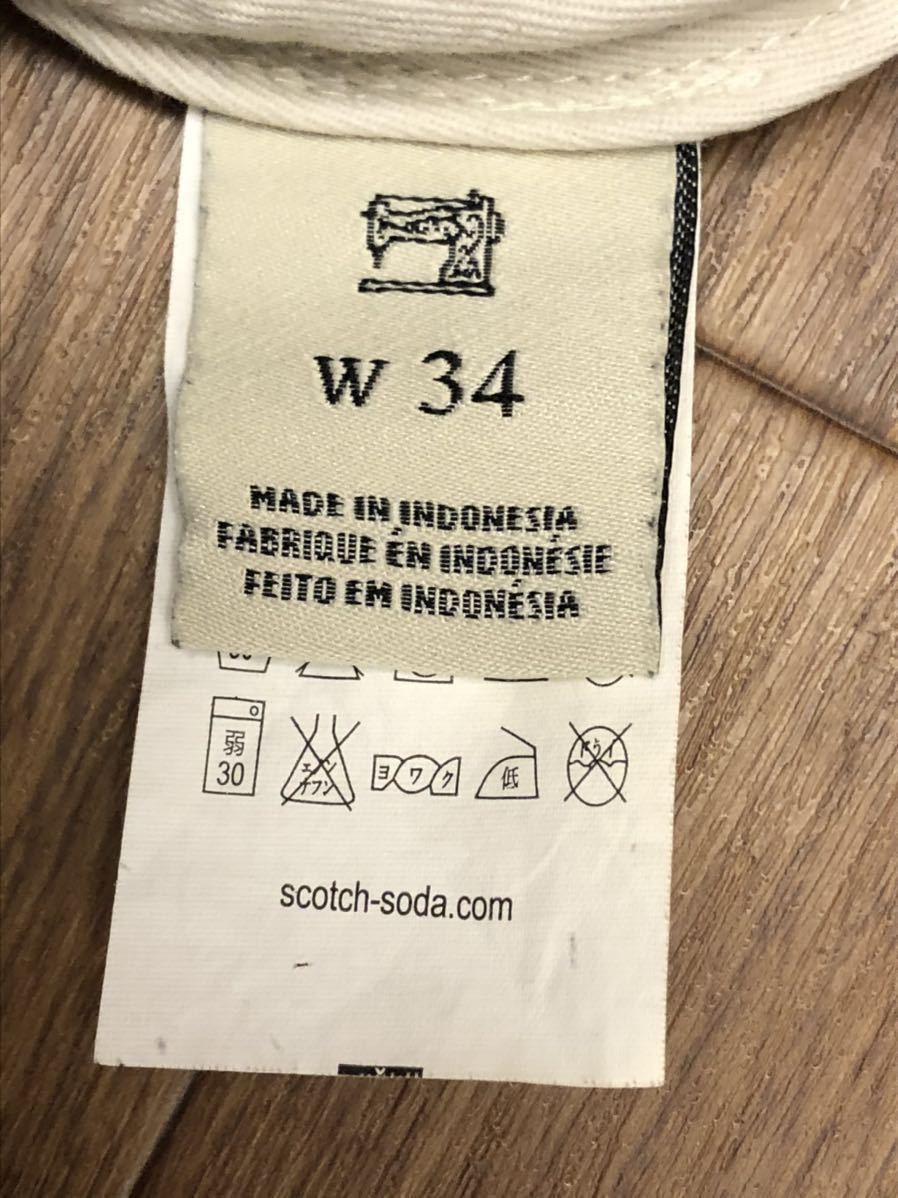 W 34
MADE IN INDONESIA
FABRIQUE ÉN INDONÉSIE
FEITO EM INDONÉSIA
弱 30 エンソ サラシ ヨワク 低 ドライ
scotch-soda.com